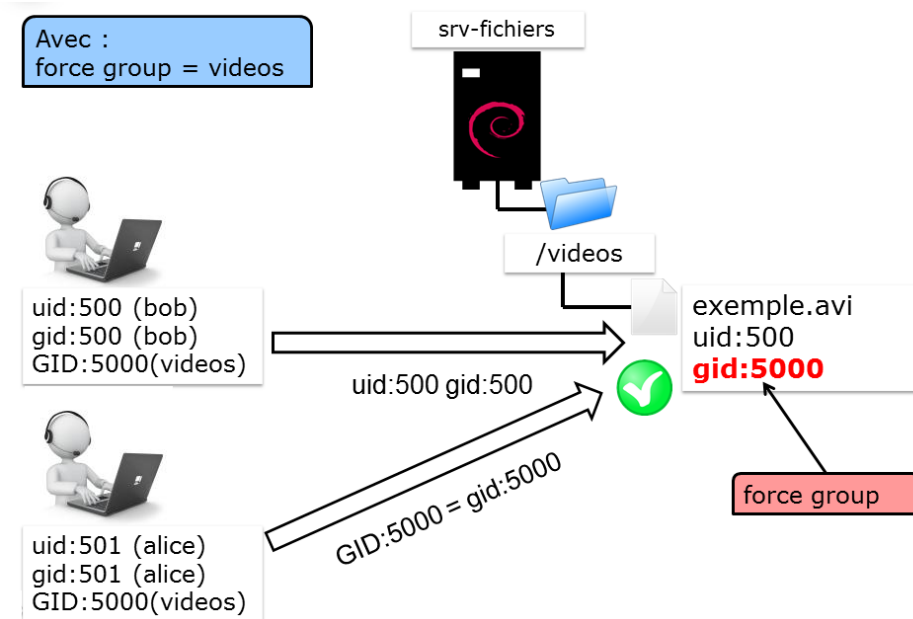 Avec :
force group = videos
srv-fichiers
/videos
uid:500 (bob)
gid:500 (bob)
GID:5000(videos)
uid:500 gid:500
exemple.avi
uid:500
gid:5000
GID:5000 = gid:5000
force group
uid:501 (alice)
gid:501 (alice)
GID:5000(videos)